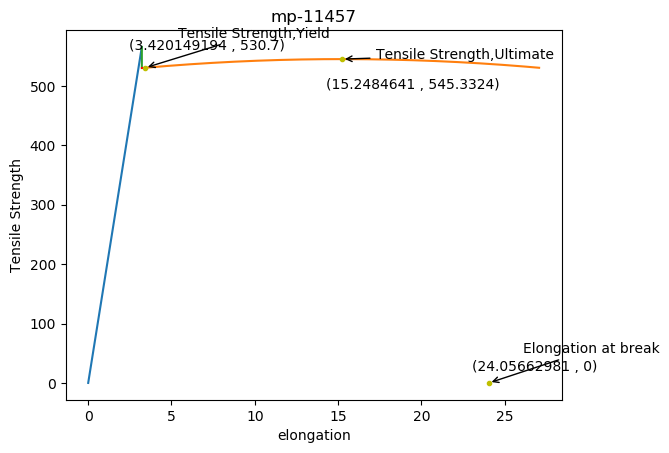 mp-11457
Tensile Strength,Yield
(3.420149194 , 530.7)
Tensile Strength,Ultimate
(15.2484641 , 545.3324)
Elongation at break
(24.05662981 , 0)
500
400
300
200
100
0
Tensile Strength
0 5 10 15 20 25
elongation